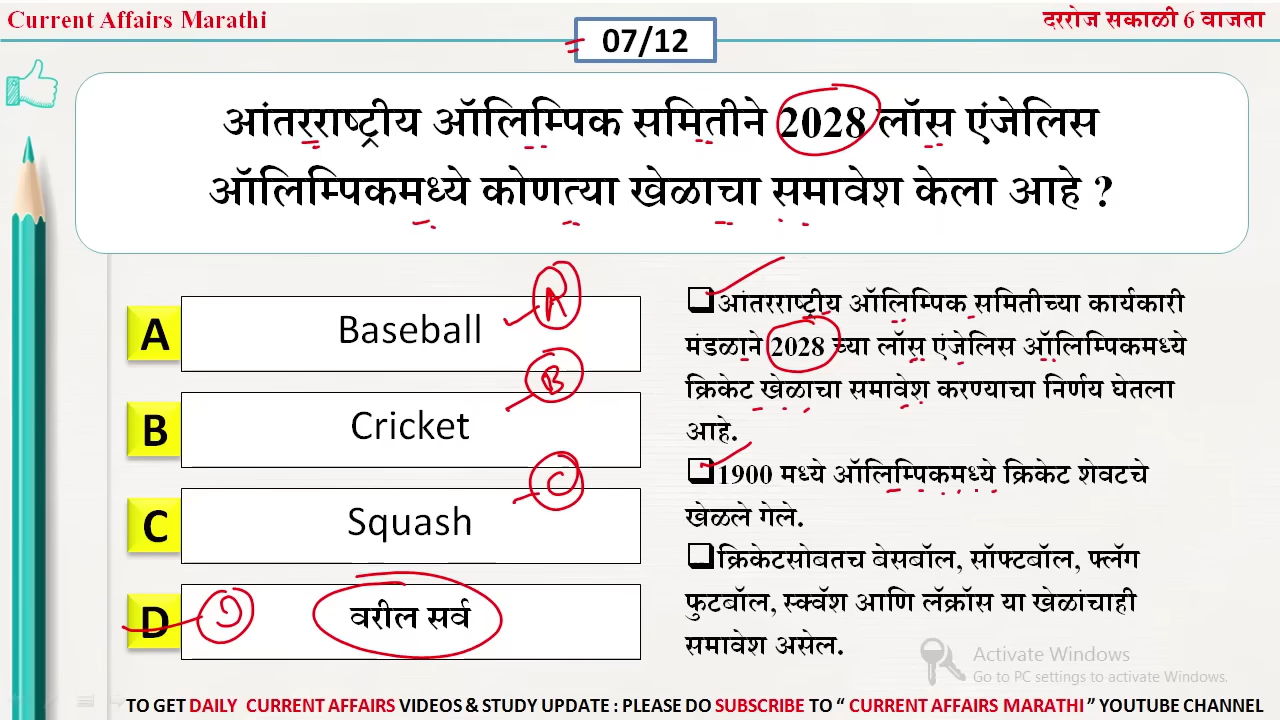 Current Affairs Marathi
दररोज सकाळी 6 वाजता
07/12
आंतरराष्ट्रीय ऑलिम्पिक समितीने 2028 लॉस एंजेलिस
ऑलिम्पिकमध्ये कोणत्या खेळाचा समावेश केला आहे ?
A
Baseball
A
B
Cricket
B
C
Squash
C
D
वरील सर्व
D
आंतरराष्ट्रीय ऑलिम्पिक समितीच्या कार्यकारी
मंडळाने 2028 च्या लॉस एंजेलिस ऑलिम्पिकमध्ये
क्रिकेट खेळाचा समावेश करण्याचा निर्णय घेतला
आहे.
1900 मध्ये ऑलिम्पिकमध्ये क्रिकेट शेवटचे
खेळले गेले.
क्रिकेटसोबतच बेसबॉल, सॉफ्टबॉल, फ्लॅग
फुटबॉल, स्क्वॅश आणि लॅक्रॉस या खेळांचाही
समावेश असेल.
Activate Windows
Go to PC settings to activate Windows.
TO GET DAILY CURRENT AFFAIRS VIDEOS & STUDY UPDATE : PLEASE DO SUBSCRIBE TO “ CURRENT AFFAIRS MARATHI ” YOUTUBE CHANNEL